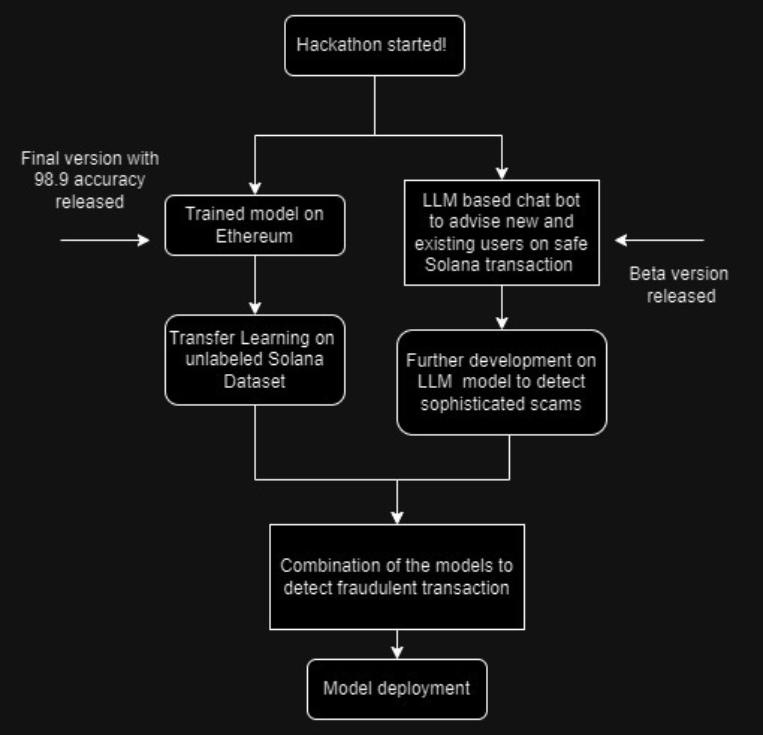 Hackathon started!
Final version with
98.9 accuracy
released
Trained model on
Ethereum
LLM based chat bot
to advise new and
existing users on safe
Solana transaction
Beta version
released
Transfer Learning on
unlabeled Solana
Dataset
Further development on
LLM model to detect
sophisticated scams
Combination of the models to
detect fraudulent transaction
Model deployment